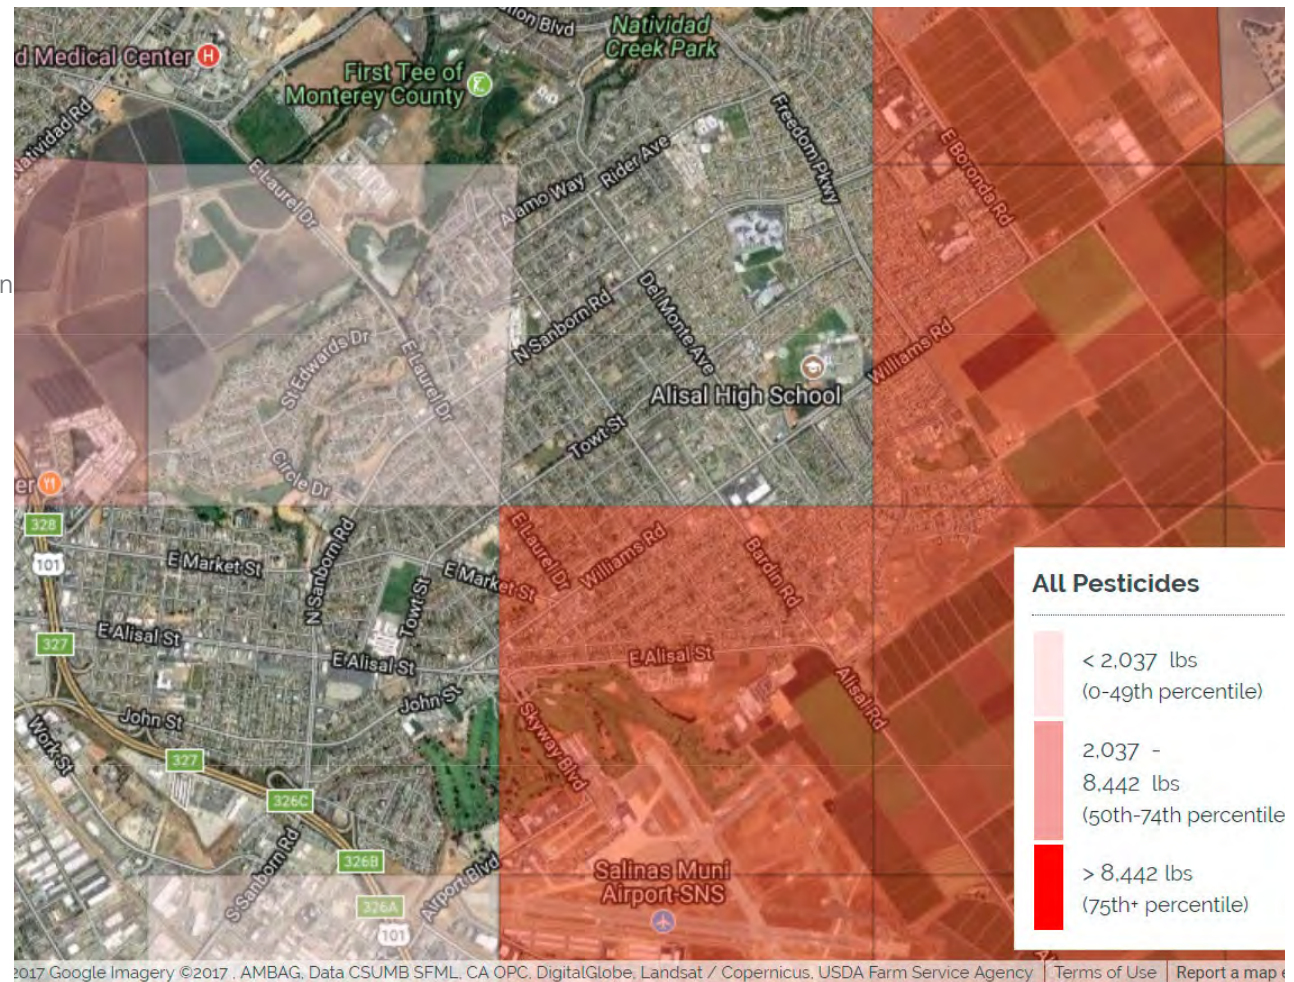 nion Blvd
Natividad
Creek Park
d Medical Center
H
First Tee of
Monterey County
Natividad Rd
Freedom Pkwy
E Laurel Dr
E Boronda Rd
Rider Ave
Alamo Way
n
Del Monte Ave
N Sanborn Rd
Williams Rd
St Edwards Dr
E Laurel Dr
Alisal High School
Towt St
Circle Dr
er
328
101
E Market St
N Sanborn Rd
E Market St
E Laurel Dr
Williams Rd
Bardin Rd
Towt St
327
E Alisal St
E Alisal St
E Alisal St
Alisal Rd
John St
John St
Skyway Blvd
Work St
327
326C
326B
S Sanborn Rd
Airport Blvd
326A
101
Salinas Muni
Airport-SNS
All Pesticides
< 2,037 lbs
(0-49th percentile)
2,037 -
8,442 lbs
(50th-74th percentile
> 8,442 lbs
(75th+ percentile)
2017 Google Imagery ©2017 , AMBAG, Data CSUMB SFML, CA OPC, DigitalGlobe, Landsat / Copernicus, USDA Farm Service Agency
Terms of Use
Report a map e